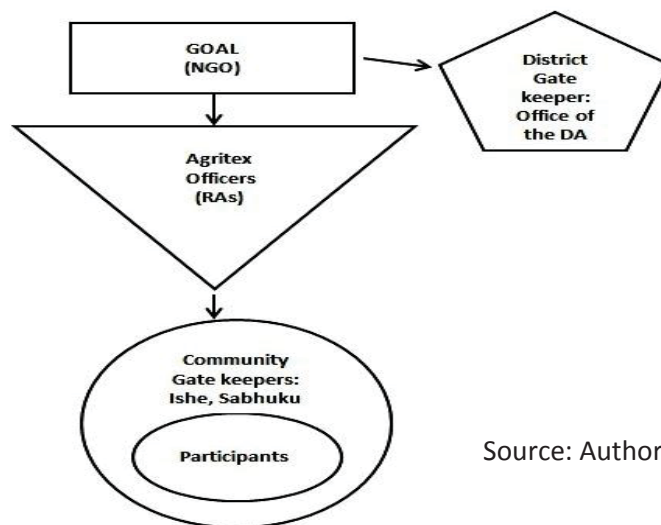 GOAL
(NGO)
District
Gate
keeper:
Office of
the DA
Agritex
Officers
(RAs)
Community
Gate keepers:
Ishe, Sabhuku
Participants
Source: Author